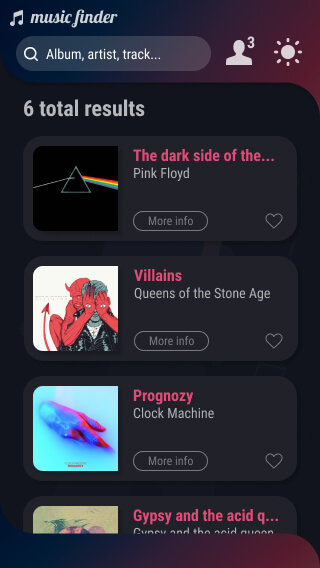 music finder
Album, artist, track...
3
6 total results
The dark side of the...
Pink Floyd
More info
Villains
Queens of the Stone Age
More info
Prognozy
Clock Machine
More info
Gypsy and the acid q...
Gypsy and the acid queen